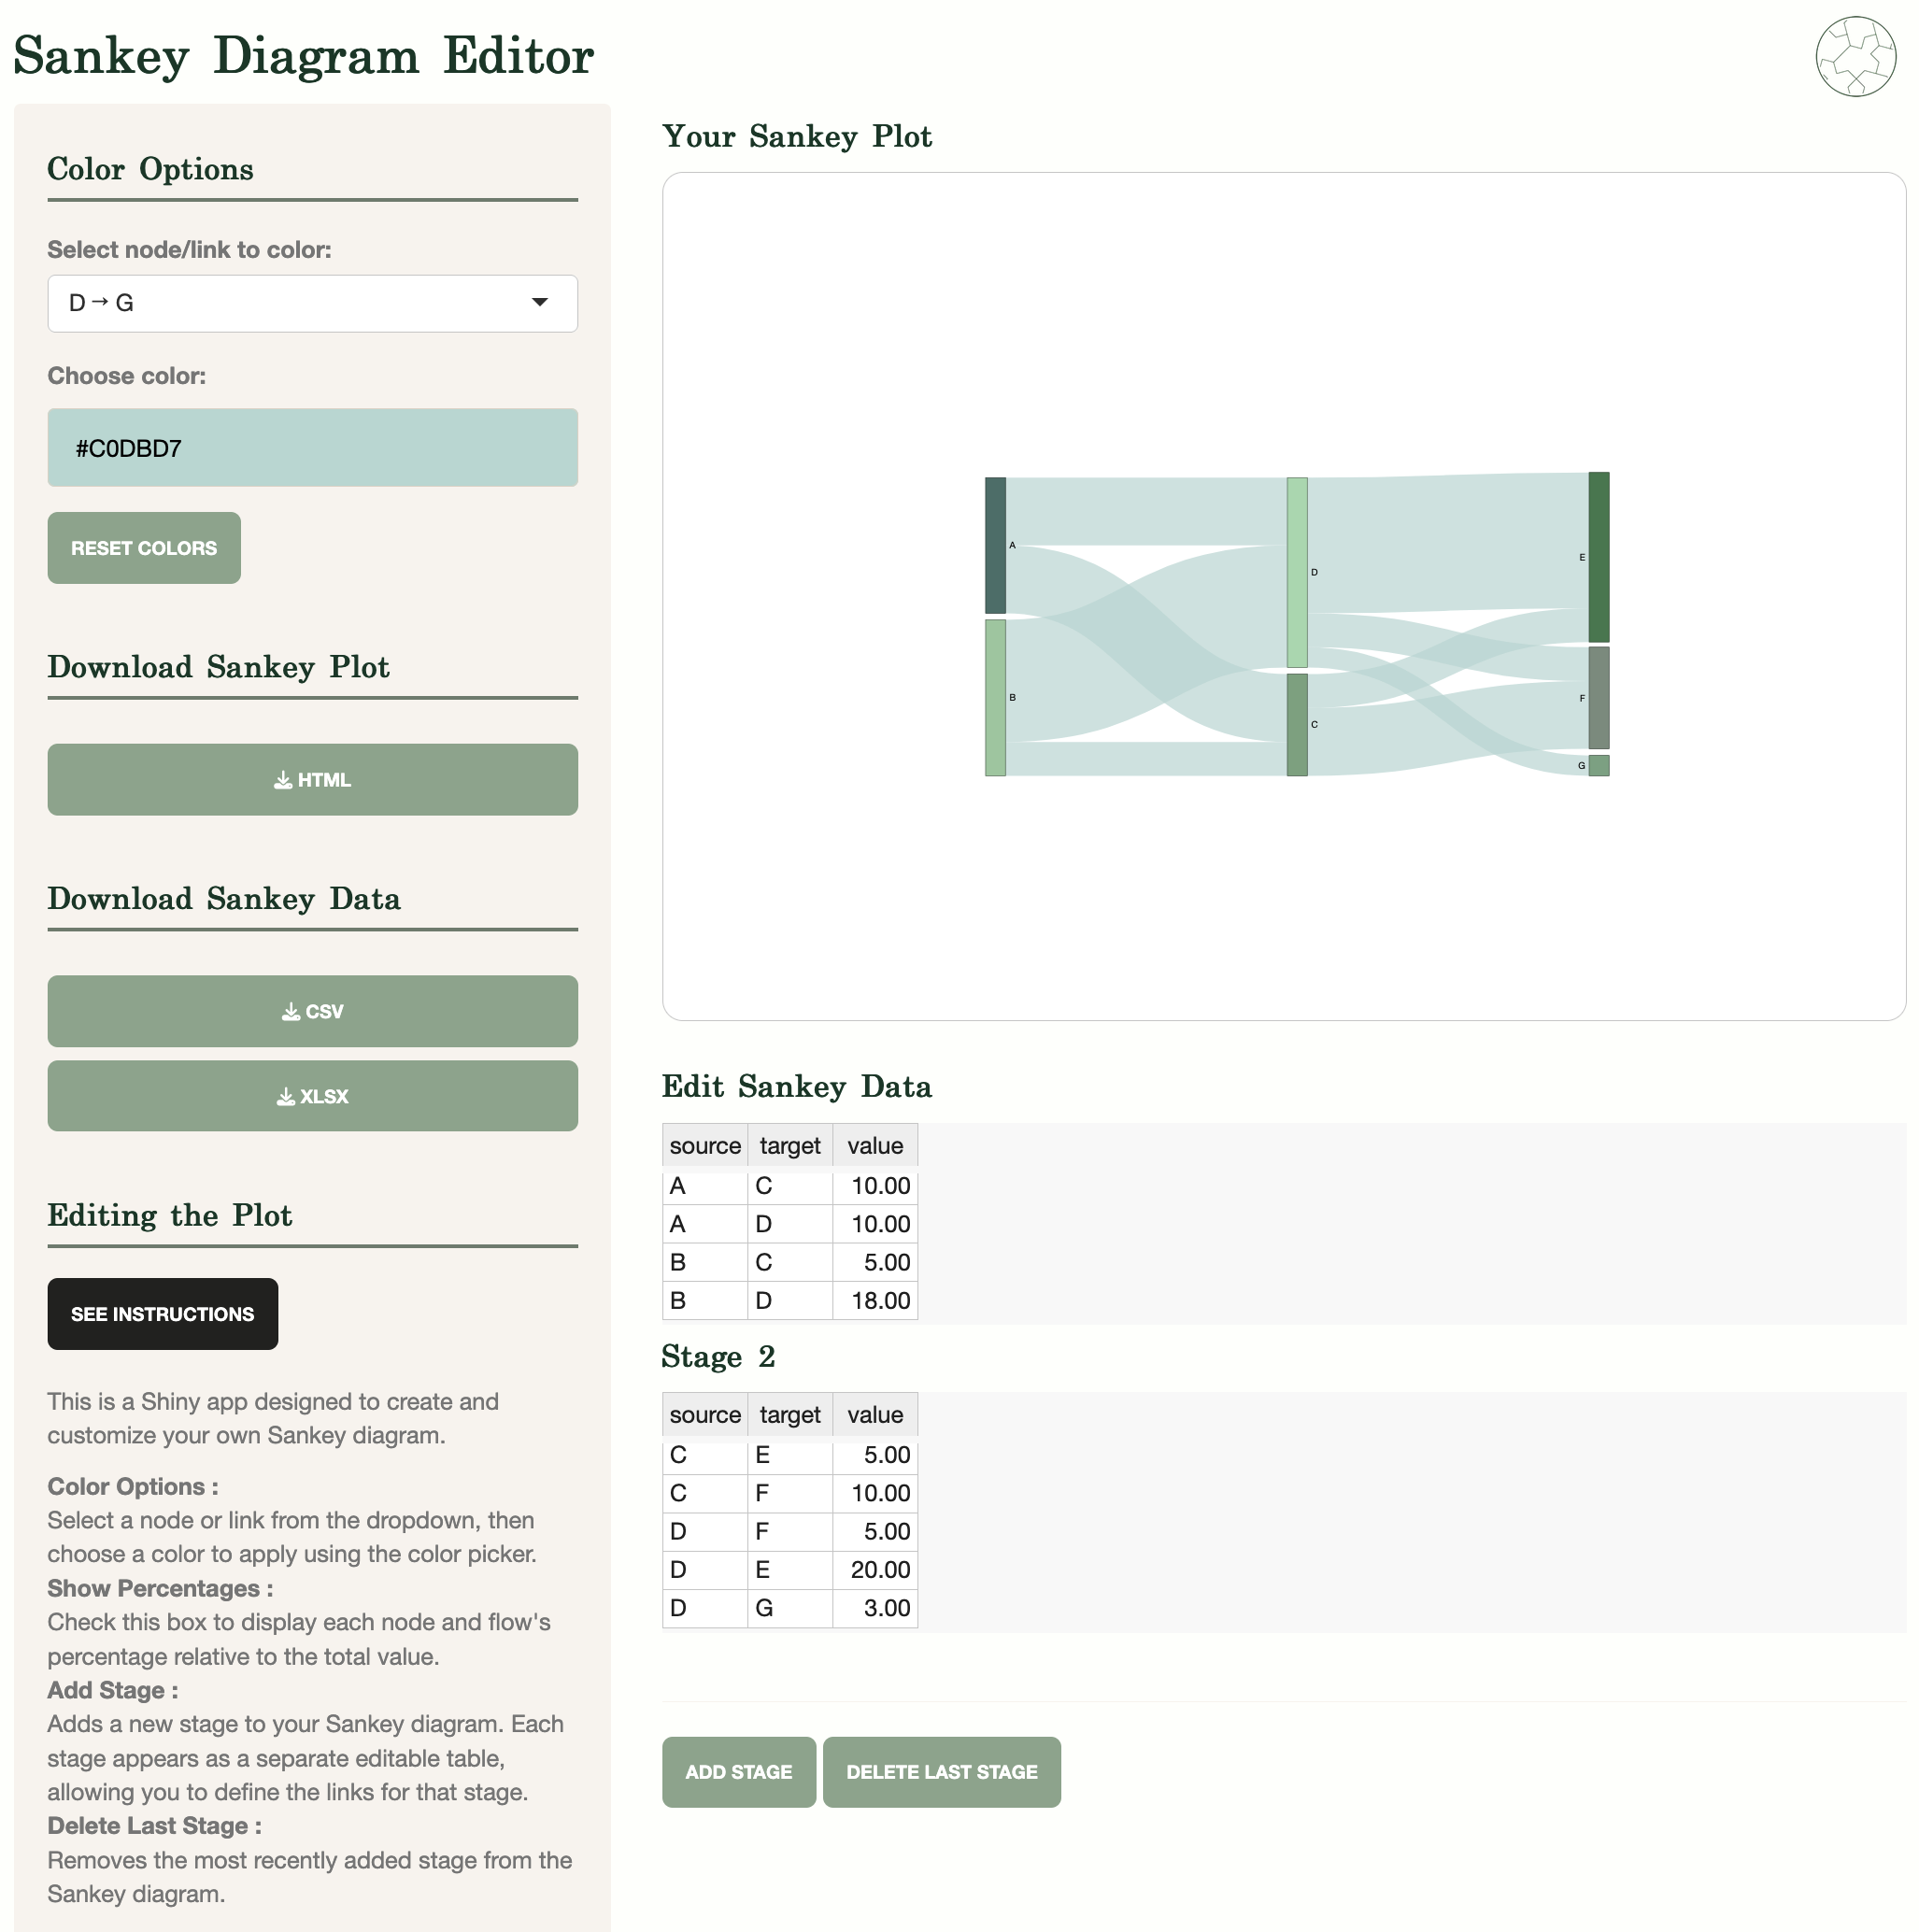 Sankey Diagram Editor
Color Options
Select node/link to color:
D → G
Choose color:
#C0DBD7
RESET COLORS
Download Sankey Plot
HTML
Download Sankey Data
CSV
XLSX
Editing the Plot
SEE INSTRUCTIONS
This is a Shiny app designed to create and
customize your own Sankey diagram.
Color Options :
Select a node or link from the dropdown, then
choose a color to apply using the color picker.
Show Percentages :
Check this box to display each node and flow's
percentage relative to the total value.
Add Stage :
Adds a new stage to your Sankey diagram. Each
stage appears as a separate editable table,
allowing you to define the links for that stage.
Delete Last Stage :
Removes the most recently added stage from the
Sankey diagram.
Your Sankey Plot
A
B
D
C
E
F
G
Edit Sankey Data
source target value
A C 10.00
A D 10.00
B C 5.00
B D 18.00
Stage 2
source target value
C E 5.00
C F 10.00
D F 5.00
D E 20.00
D G 3.00
ADD STAGE DELETE LAST STAGE